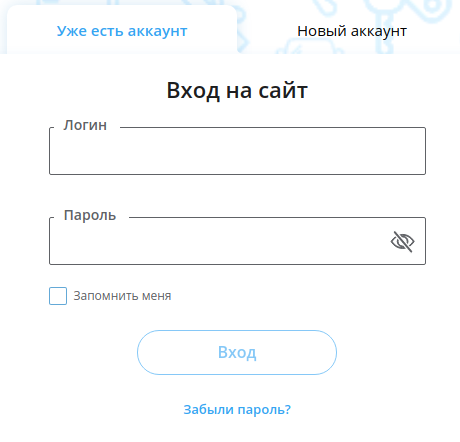 Уже есть аккаунт
Новый аккаунт
Вход на сайт
Логин
Пароль
Запомнить меня
Вход
Забыли пароль?